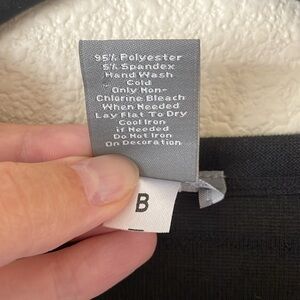 95% Polyester
5% Spandex
Hand Wash
Cold
Only Non-
Chlorine Bleach
When Needed
Lay Flat To Dry
Cool Iron
if Needed
Do Not Iron
On Decoration
B